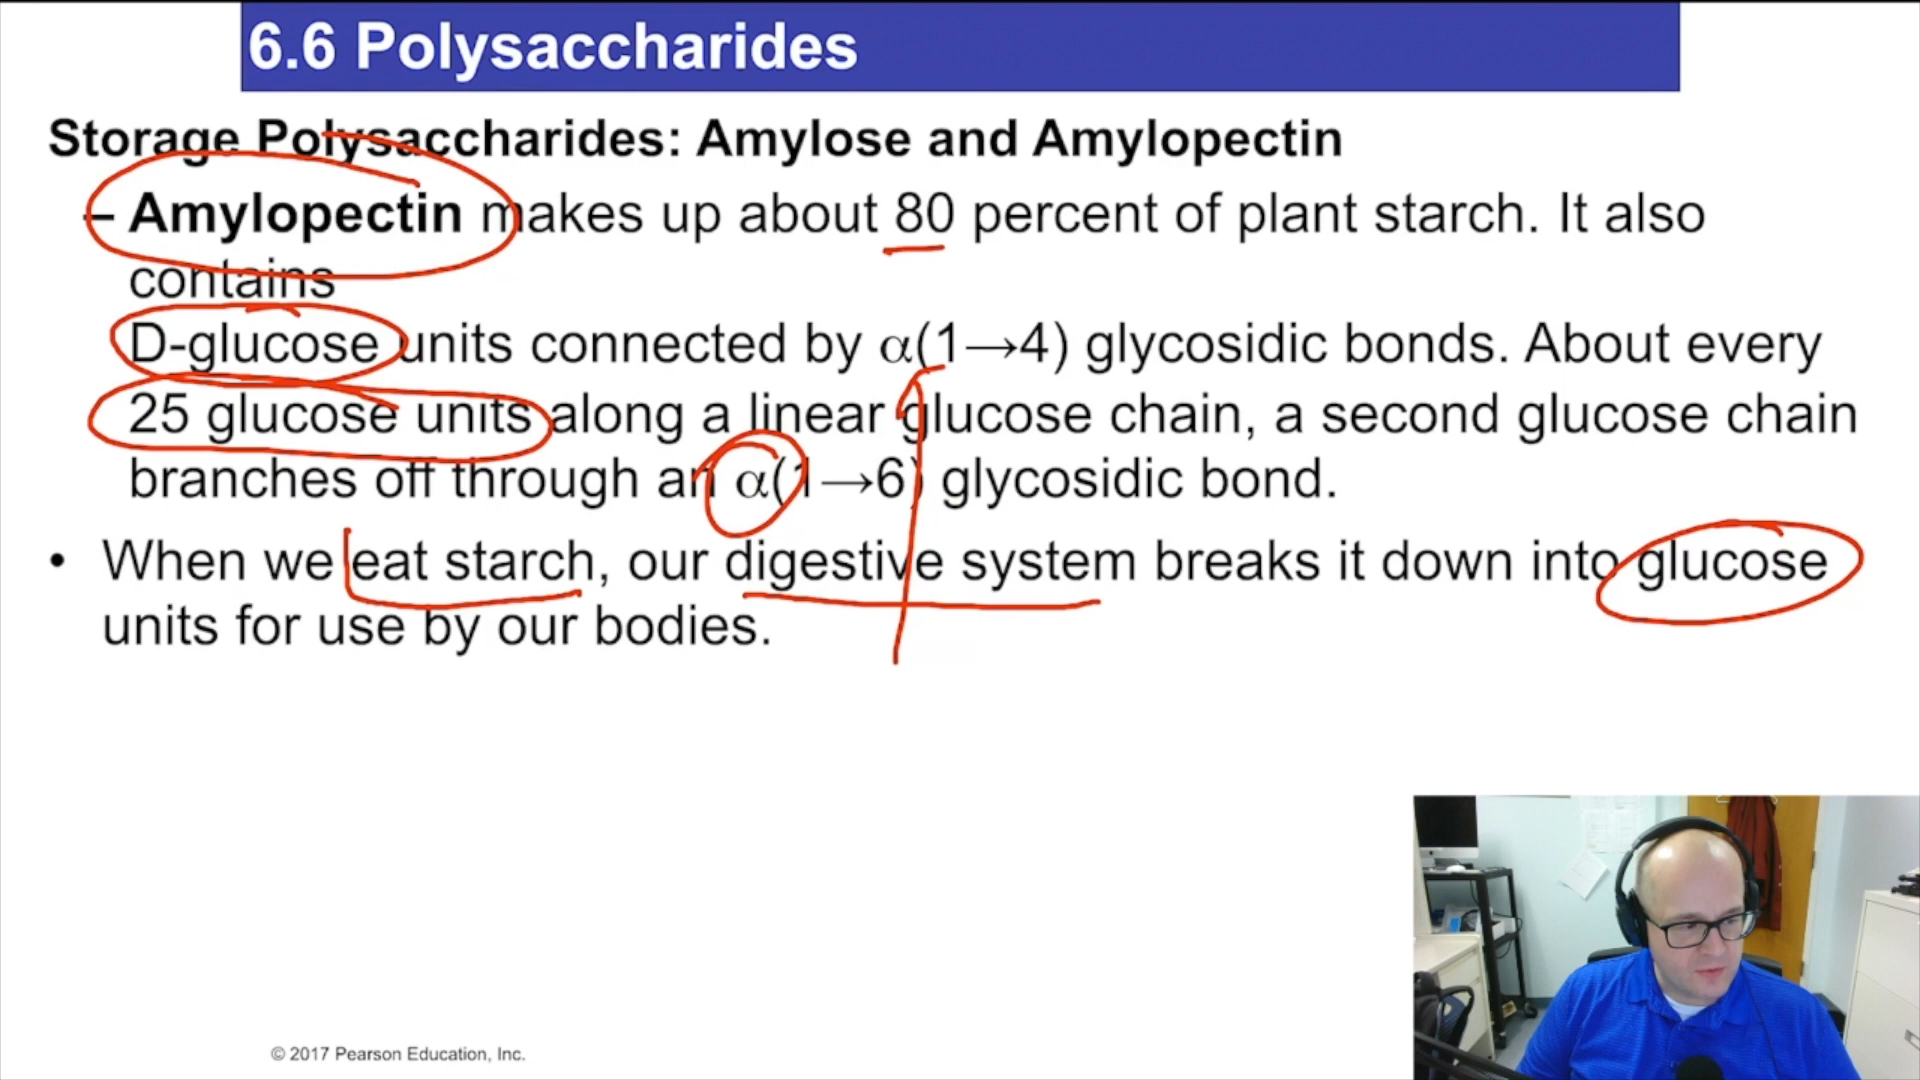 6.6 Polysaccharides
Storage Polysaccharides: Amylose and Amylopectin
– Amylopectin makes up about 80 percent of plant starch. It also
contains
D-glucose units connected by α(1→4) glycosidic bonds. About every
25 glucose units along a linear glucose chain, a second glucose chain
branches off through an α(1→6) glycosidic bond.
• When we eat starch, our digestive system breaks it down into glucose
units for use by our bodies.
© 2017 Pearson Education, Inc.